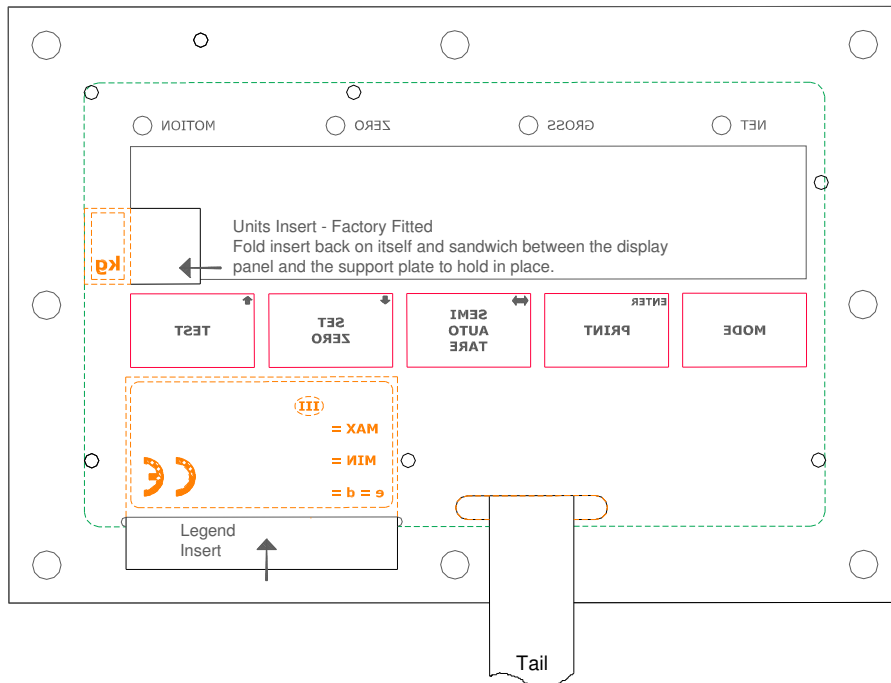 MOTION ZERO GROSS NET
Units Insert - Factory Fitted
Fold insert back on itself and sandwich between the display
panel and the support plate to hold in place.
kg
TEST
SET
ZERO
SEMI
AUTO
TARE
ENTER
PRINT
MODE
III
MAX =
MIN =
e = d =
CE
Legend
Insert
Tail